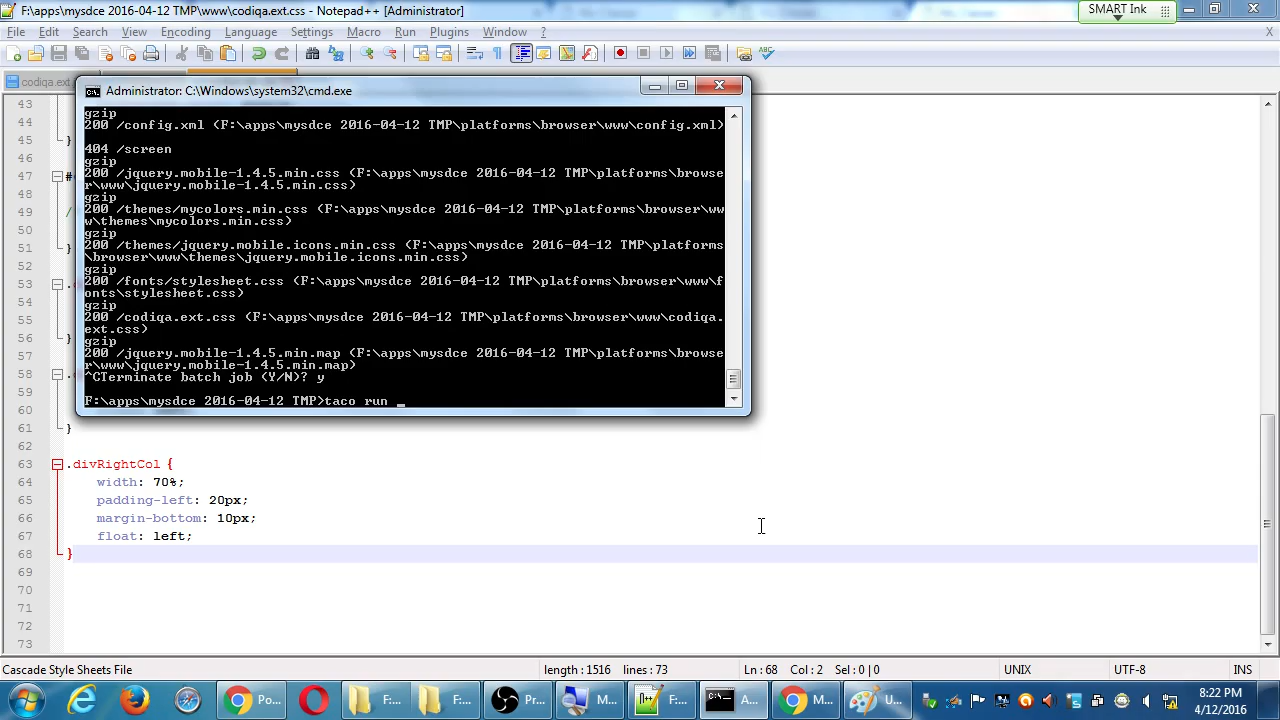 F:\apps\mysdce 2016-04-12 TMP\www\codiqa.ext.css - Notepad++ [Administrator]
SMART Ink
File Edit Search View Encoding Language Settings Macro Run Plugins Window ? X
codiqa.ext
Administrator: C:\Windows\system32\cmd.exe
gzip
200 /config.xml (F:\apps\mysdce 2016-04-12 TMP\platforms\browser\www\config.xml)
404 /screen
gzip
200 /jquery.mobile-1.4.5.min.css (F:\apps\mysdce 2016-04-12 TMP\platforms\browse
r\www\jquery.mobile-1.4.5.min.css)
gzip
200 /themes/mycolors.min.css (F:\apps\mysdce 2016-04-12 TMP\platforms\browser\ww
w\themes\mycolors.min.css)
gzip
200 /themes/jquery.mobile.icons.min.css (F:\apps\mysdce 2016-04-12 TMP\platforms
\browser\www\themes\jquery.mobile.icons.min.css)
gzip
200 /fonts/stylesheet.css (F:\apps\mysdce 2016-04-12 TMP\platforms\browser\www\f
onts\stylesheet.css)
gzip
200 /codiqa.ext.css (F:\apps\mysdce 2016-04-12 TMP\platforms\browser\www\codiqa.
ext.css)
gzip
200 /jquery.mobile-1.4.5.min.map (F:\apps\mysdce 2016-04-12 TMP\platforms\browse
r\www\jquery.mobile-1.4.5.min.map)
^CTerminate batch job (Y/N)? y
F:\apps\mysdce 2016-04-12 TMP>taco run _
43
44
45 }
46
47 #
48
49 /
50
51 }
52
53 .
54
55
56 }
57
58 .
59
60
61 }
62
63 .divRightCol {
64 width: 70%;
65 padding-left: 20px;
66 margin-bottom: 10px;
67 float: left;
68 }
69
70
71
72
73
Cascade Style Sheets File length : 1516 lines : 73 Ln : 68 Col : 2 Sel : 0 | 0 UNIX UTF-8 INS
Po... F:... F:... Pr... M... F:... A... M... U...
8:22 PM
4/12/2016